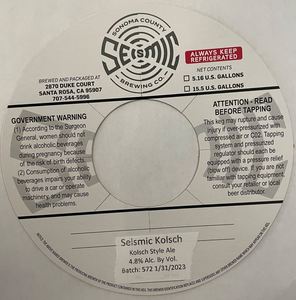 SONOMA COUNTY
SEISMIC
BREWING CO.
BREWED AND PACKAGED AT
2870 DUKE COURT
SANTA ROSA, CA 95907
707-544-5996
ALWAYS KEEP
REFRIGERATED
NET CONTENTS
5.16 U.S. GALLONS
15.5 U.S. GALLONS
GOVERNMENT WARNING
(1) According to the Surgeon
General, women should not
drink alcoholic beverages
during pregnancy because
of the risk of birth defects.
(2) Consumption of alcoholic
beverages impairs your ability
to drive a car or operate
machinery, and may cause
health problems.
ATTENTION - READ
BEFORE TAPPING
This keg may rupture and cause
injury if over-pressurized with
compressed air or CO2. Tapping
system and pressurized
regulator should each be
equipped with a pressure relief
(blow off) device. If you are not
familiar with tapping equipment,
consult your retailer or local
beer distributor.
Seismic Kolsch
Kolsch Style Ale
4.8% Alc. By Vol.
Batch: 572 1/31/2023